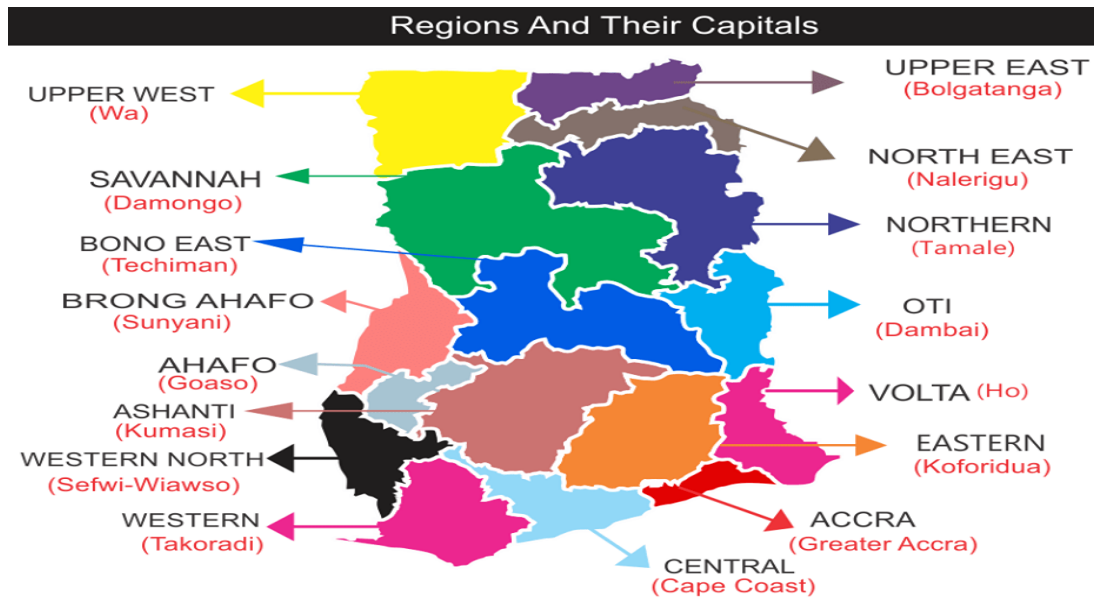 Regions And Their Capitals
UPPER WEST
(Wa)
SAVANNAH
(Damongo)
BONO EAST
(Techiman)
BRONG AHAFO
(Sunyani)
AHAFO
(Goaso)
ASHANTI
(Kumasi)
WESTERN NORTH
(Sefwi-Wiawso)
WESTERN
(Takoradi)
UPPER EAST
(Bolgatanga)
NORTH EAST
(Nalerigu)
NORTHERN
(Tamale)
OTI
(Dambai)
VOLTA (Ho)
EASTERN
(Koforidua)
ACCRA
(Greater Accra)
CENTRAL
(Cape Coast)